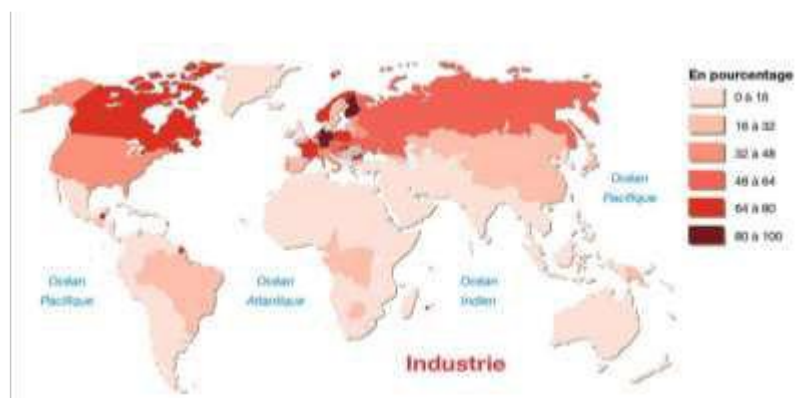 En pourcentage
0 à 16
16 à 32
32 à 48
48 à 64
64 à 80
80 à 100
Océan
Pacifique
Océan
Pacifique
Océan
Atlantique
Océan
Indien
Industrie